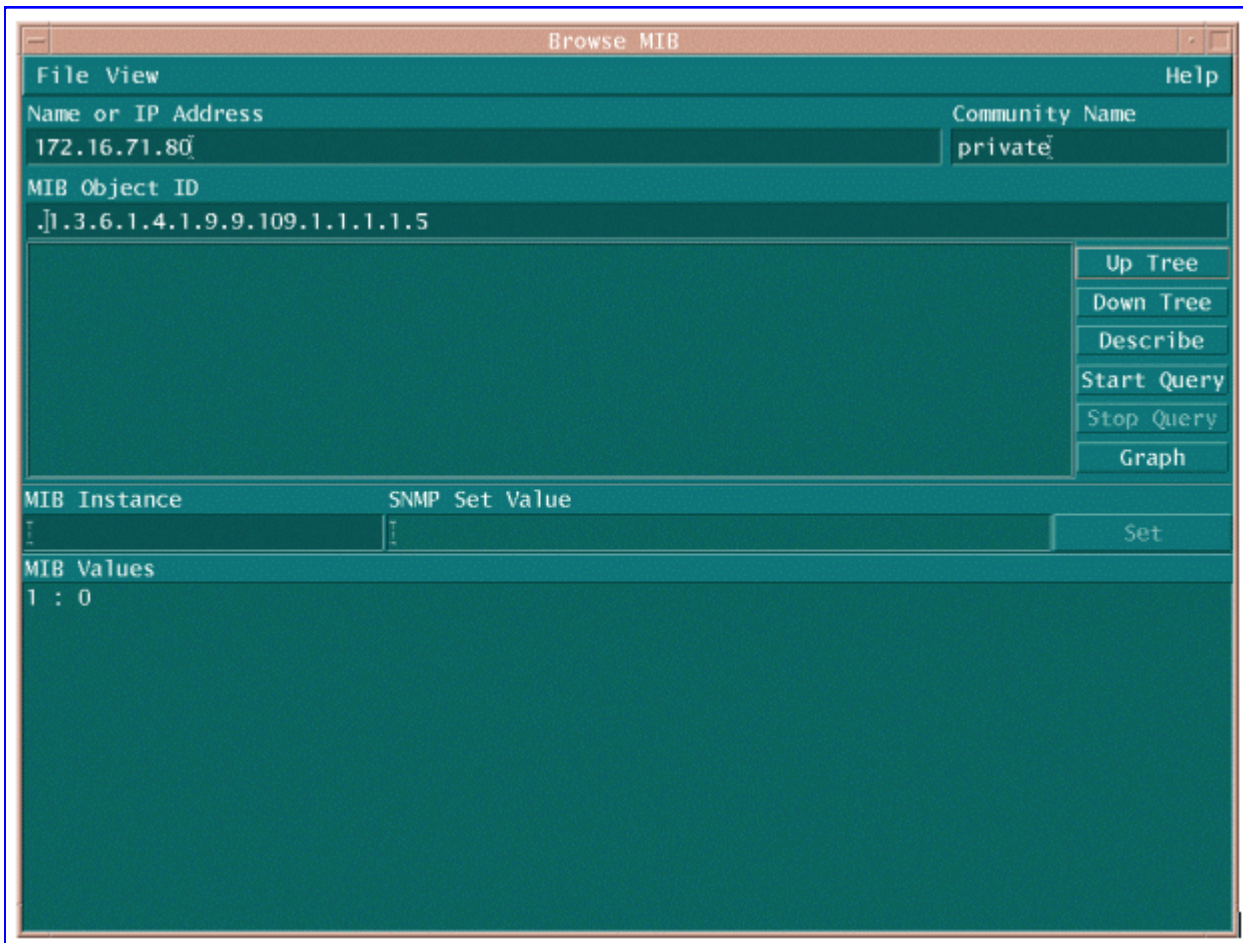 Browse MIB
File View Help
Name or IP Address Community Name
172.16.71.80 private
MIB Object ID
.1.3.6.1.4.1.9.9.109.1.1.1.1.5
Up Tree
Down Tree
Describe
Start Query
Stop Query
Graph
MIB Instance SNMP Set Value
Set
MIB Values
1 : 0